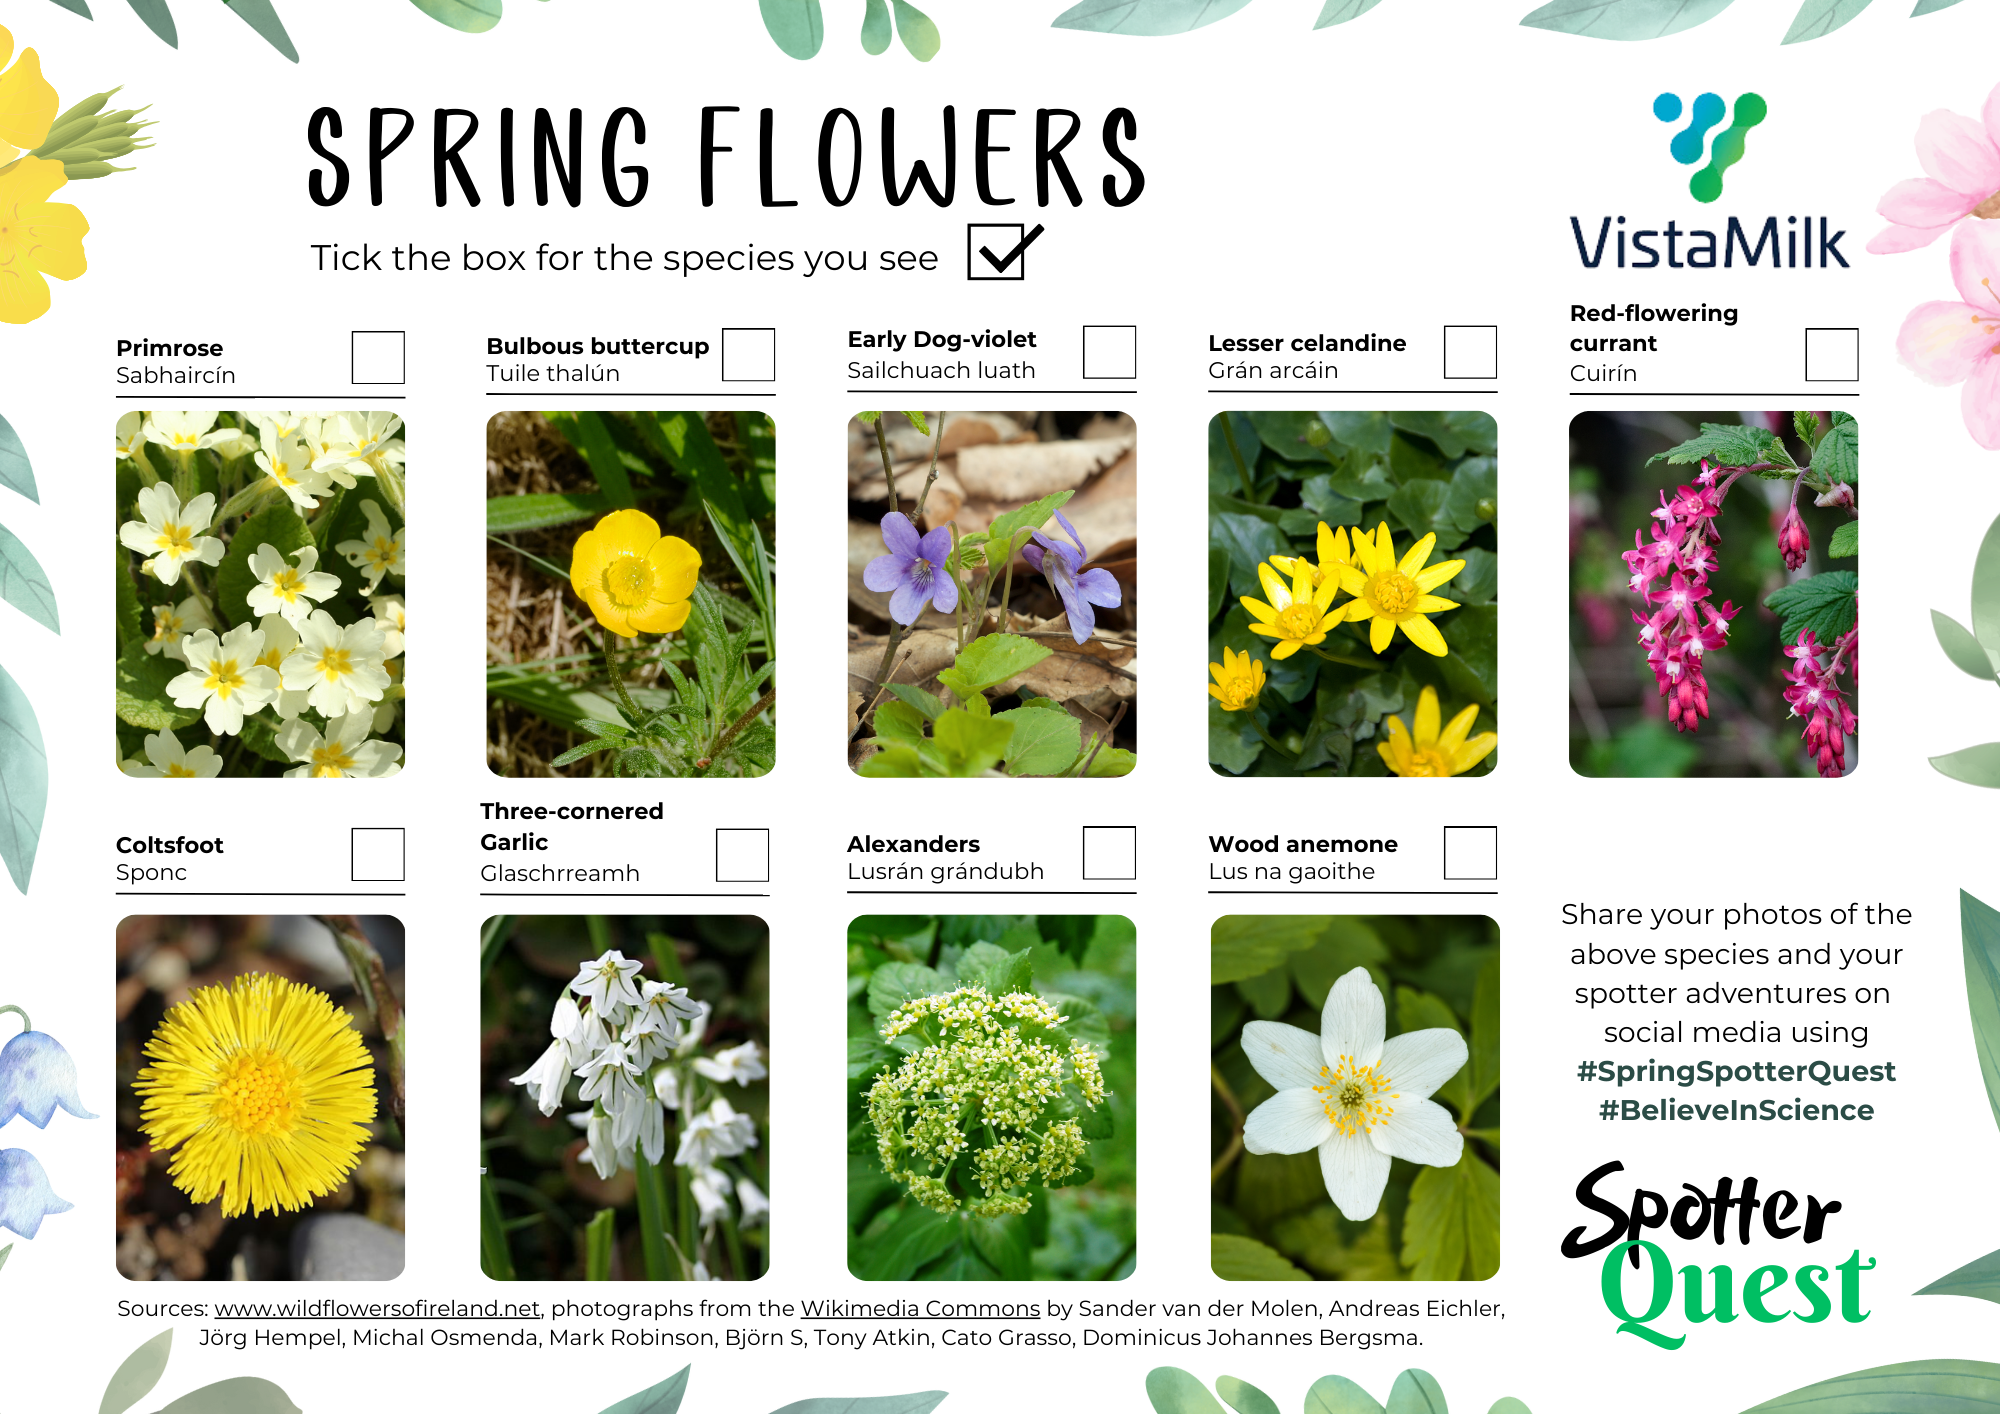 SPRING FLOWERS
Tick the box for the species you see
VistaMilk
Primrose
Sabhaircín
Bulbous buttercup
Tuile thalún
Early Dog-violet
Sailchuach luath
Lesser celandine
Grán arcáin
Red-flowering
currant
Cuirín
Coltsfoot
Sponc
Three-cornered
Garlic
Glaschrreamh
Alexanders
Lusrán grándubh
Wood anemone
Lus na gaoithe
Share your photos of the
above species and your
spotter adventures on
social media using
#SpringSpotterQuest
#BelieveInScience
Spotter
Quest
Sources: www.wildflowersofireland.net, photographs from the Wikimedia Commons by Sander van der Molen, Andreas Eichler,
Jörg Hempel, Michal Osmenda, Mark Robinson, Björn S, Tony Atkin, Cato Grasso, Dominicus Johannes Bergsma.